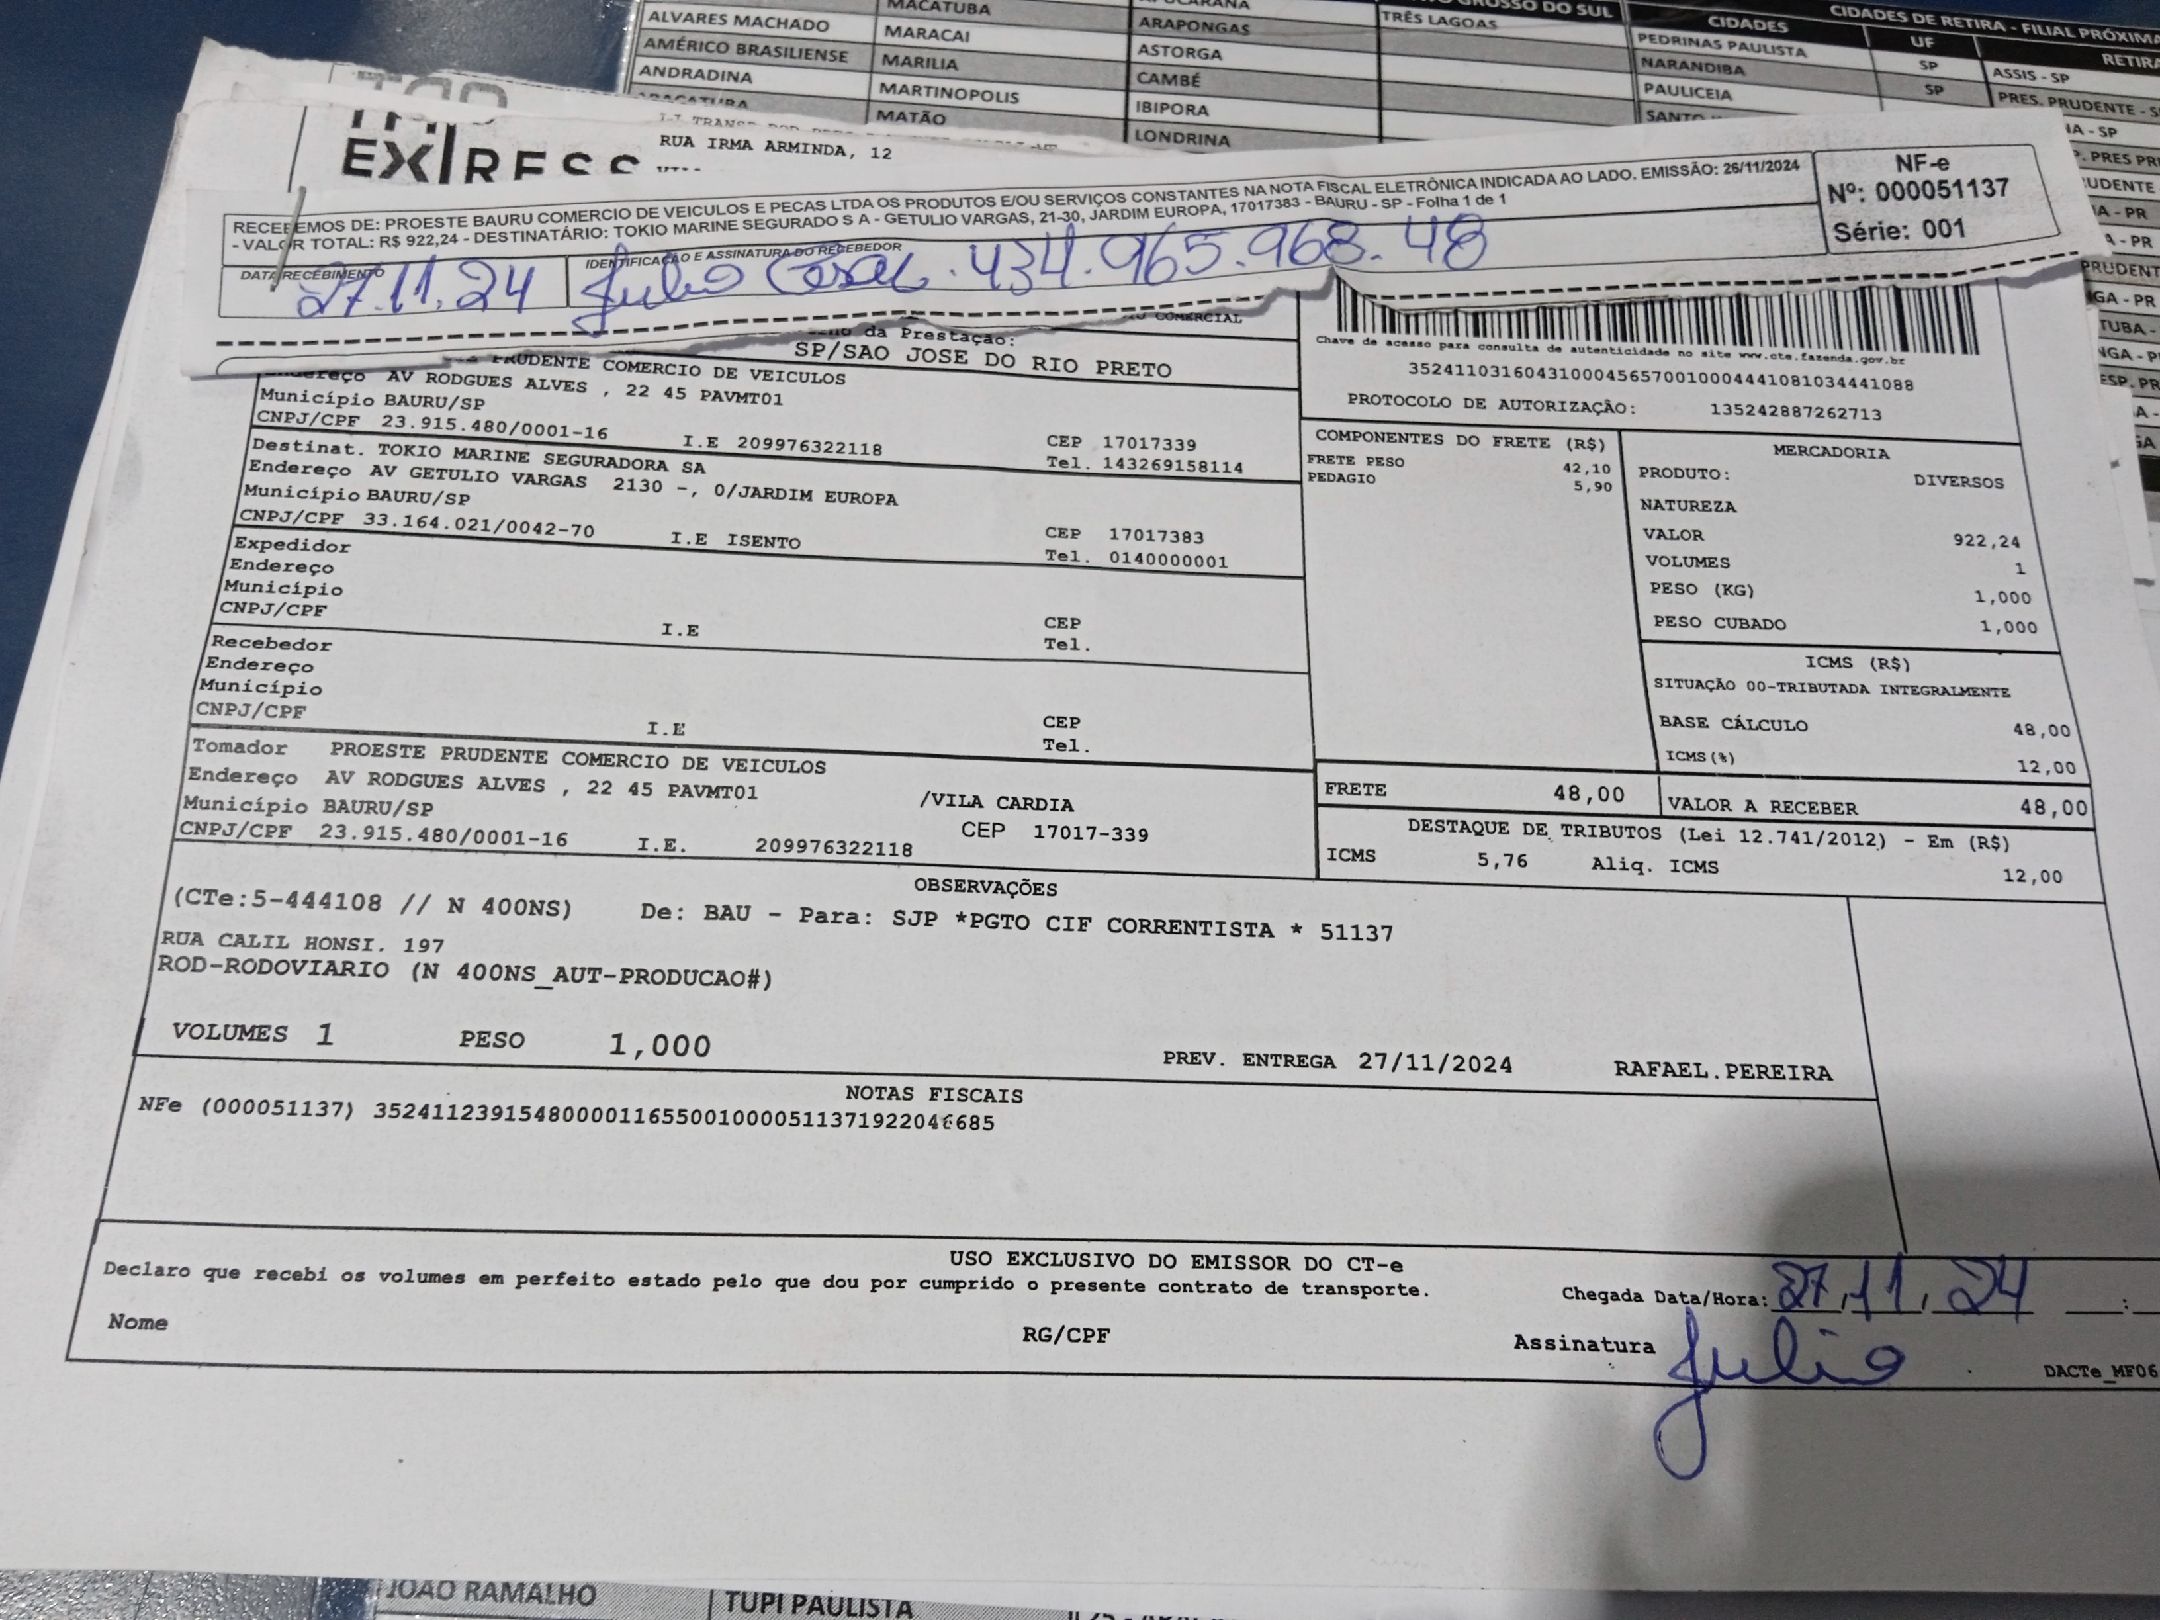 MACATUBA
ALVARES MACHADO
MARACAI
ARAPONGAS
TRÊS LAGOAS
AMÉRICO BRASILIENSE
MARILIA
ASTORGA
ANDRADINA
MARTINOPOLIS
CAMBÉ
MATÃO
IBIPORA
LONDRINA
CIDADES
CIDADES DE RETIRA - FILIAL PRÓXIMA
UF
RETIRA
PEDRINAS PAULISTA
SP
ASSIS - SP
NARANDIBA
SP
PRES. PRUDENTE - S
PAULICEIA
EXPRESS
RUA IRMA ARMINDA, 12
RECEBEMOS DE: PROESTE BAURU COMERCIO DE VEICULOS E PECAS LTDA OS PRODUTOS E/OU SERVIÇOS CONSTANTES NA NOTA FISCAL ELETRÔNICA INDICADA AO LADO. EMISSÃO: 26/11/2024
- VALOR TOTAL: R$ 922,24 - DESTINATÁRIO: TOKIO MARINE SEGURADO S A - GETULIO VARGAS, 21-30, JARDIM EUROPA, 17017383 - BAURU - SP - Folha 1 de 1
NF-e
Nº: 000051137
Série: 001
DATA RECEBIMENTO
27.11.24
IDENTIFICAÇÃO E ASSINATURA DO RECEBEDOR
Julio Cesar. 434.965.968.48
da Prestação:
SP/SAO JOSE DO RIO PRETO
COMERCIAL
Chave de acesso para consulta de autenticidade no site www.cte.fazenda.gov.br
35241103160431000456570010004441081034441088
PROTOCOLO DE AUTORIZAÇÃO: 135242887262713
PRUDENTE COMERCIO DE VEICULOS
Endereço AV RODGUES ALVES , 22 45 PAVMT01
Município BAURU/SP
CEP 17017339
CNPJ/CPF 23.915.480/0001-16 I.E 209976322118
Tel. 143269158114
Destinat. TOKIO MARINE SEGURADORA SA
Endereço AV GETULIO VARGAS 2130 -, 0/JARDIM EUROPA
Município BAURU/SP
CEP 17017383
CNPJ/CPF 33.164.021/0042-70 I.E ISENTO
Tel. 0140000001
Expedidor
Endereço
Município
CEP
CNPJ/CPF I.E
Tel.
Recebedor
Endereço
Município
CEP
CNPJ/CPF I.E
Tel.
Tomador PROESTE PRUDENTE COMERCIO DE VEICULOS
Endereço AV RODGUES ALVES , 22 45 PAVMT01 /VILA CARDIA
Município BAURU/SP CEP 17017-339
CNPJ/CPF 23.915.480/0001-16 I.E. 209976322118
COMPONENTES DO FRETE (R$)
FRETE PESO 42,10
PEDAGIO 5,90
MERCADORIA
PRODUTO: DIVERSOS
NATUREZA
VALOR 922,24
VOLUMES 1
PESO (KG) 1,000
PESO CUBADO 1,000
ICMS (R$)
SITUAÇÃO 00-TRIBUTADA INTEGRALMENTE
BASE CÁLCULO 48,00
ICMS(%) 12,00
FRETE 48,00 VALOR A RECEBER 48,00
DESTAQUE DE TRIBUTOS (Lei 12.741/2012) - Em (R$)
ICMS 5,76 Aliq. ICMS 12,00
OBSERVAÇÕES
(CTe:5-444108 // N 400NS) De: BAU - Para: SJP *PGTO CIF CORRENTISTA * 51137
RUA CALIL HONSI. 197
ROD-RODOVIARIO (N 400NS_AUT-PRODUCAO#)
VOLUMES 1 PESO 1,000 PREV. ENTREGA 27/11/2024 RAFAEL.PEREIRA
NOTAS FISCAIS
NFe (000051137)
USO EXCLUSIVO DO EMISSOR DO CT-e
Declaro que recebi os volumes em perfeito estado pelo que dou por cumprido o presente contrato de transporte.
Chegada Data/Hora: 27.11.24 :
Nome RG/CPF Assinatura Julio
DACTe_MF06
JOAO RAMALHO
TUPI PAULISTA